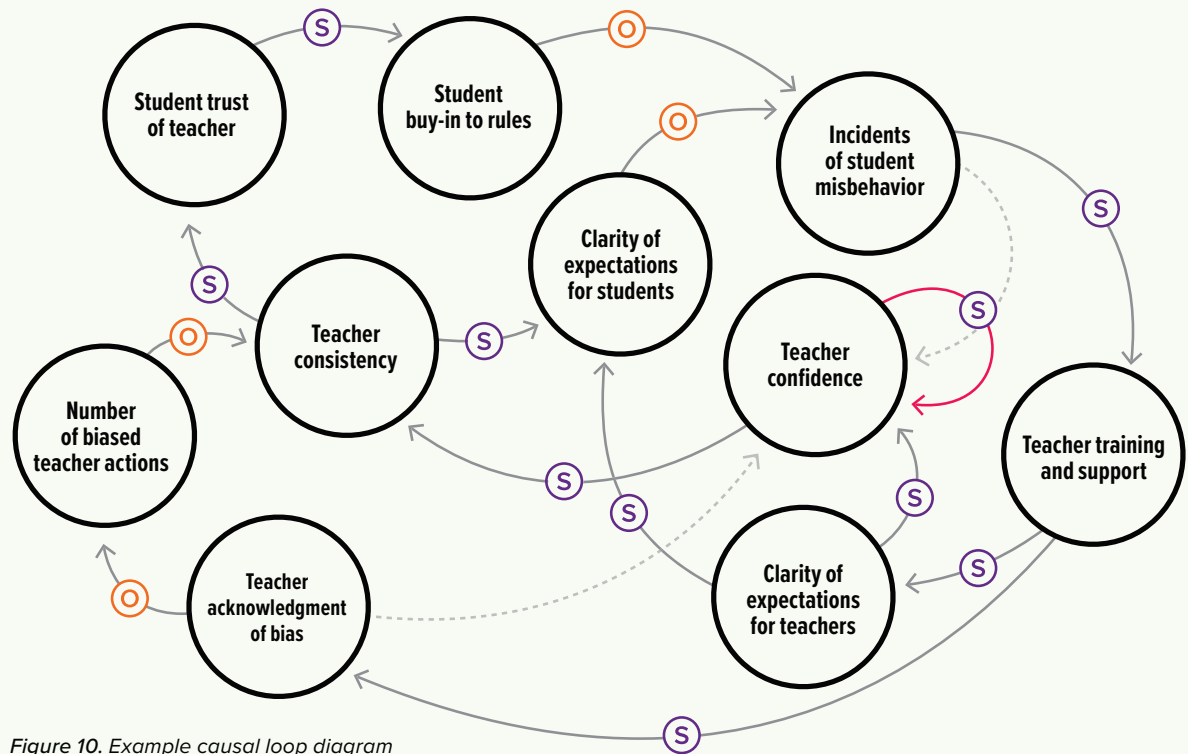 S
O
Student trust
of teacher
Student
buy-in to rules
O
Incidents
of student
misbehavior
S
Clarity of
expectations
for students
S
S
Teacher
confidence
O
Teacher
consistency
S
Number
of biased
teacher actions
Teacher training
and support
S
S
S
S
Teacher
acknowledgment
of bias
O
Clarity of
expectations
for teachers
S
Figure 10. Example causal loop diagram